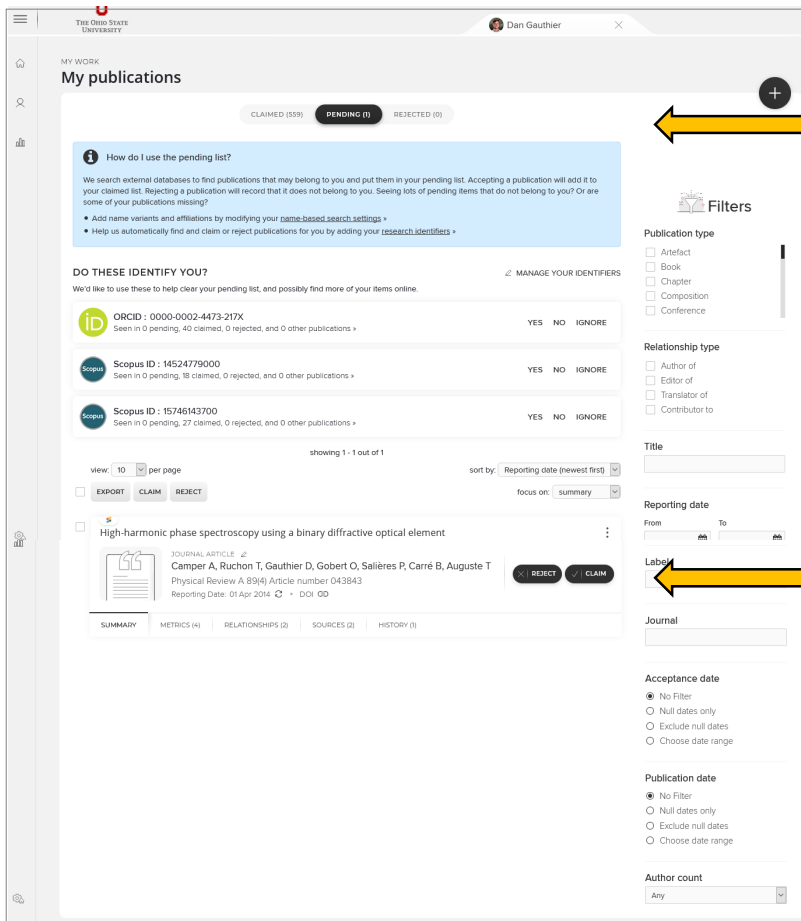 THE OHIO STATE
UNIVERSITY
Dan Gauthier
MY WORK
My publications
CLAIMED (559)
PENDING (1)
REJECTED (0)
How do I use the pending list?
We search external databases to find publications that may belong to you and put them in your pending list. Accepting a publication will add it to
your claimed list. Rejecting a publication will record that it does not belong to you. Seeing lots of pending items that do not belong to you? Or are
some of your publications missing?
• Add name variants and affiliations by modifying your name-based search settings »
• Help us automatically find and claim or reject publications for you by adding your research identifiers »
DO THESE IDENTIFY YOU?
MANAGE YOUR IDENTIFIERS
We'd like to use these to help clear your pending list, and possibly find more of your items online.
iD
ORCID : 0000-0002-4473-217X
Seen in 0 pending, 40 claimed, 0 rejected, and 0 other publications »
YES NO IGNORE
Scopus
Scopus ID : 14524779000
Seen in 0 pending, 18 claimed, 0 rejected, and 0 other publications »
YES NO IGNORE
Scopus
Scopus ID : 15746143700
Seen in 0 pending, 27 claimed, 0 rejected, and 0 other publications »
YES NO IGNORE
showing 1 - 1 out of 1
view: 10 per page
sort by: Reporting date (newest first)
EXPORT CLAIM REJECT
focus on: summary
High-harmonic phase spectroscopy using a binary diffractive optical element
JOURNAL ARTICLE
Camper A, Ruchon T, Gauthier D, Gobert O, Salières P, Carré B, Auguste T
Physical Review A 89(4) Article number 043843
Reporting Date: 01 Apr 2014 • DOI
REJECT
CLAIM
SUMMARY
METRICS (4)
RELATIONSHIPS (2)
SOURCES (2)
HISTORY (1)
Filters
Publication type
Artefact
Book
Chapter
Composition
Conference
Relationship type
Author of
Editor of
Translator of
Contributor to
Title
Reporting date
From To
Label
Journal
Acceptance date
No Filter
Null dates only
Exclude null dates
Choose date range
Publication date
No Filter
Null dates only
Exclude null dates
Choose date range
Author count
Any